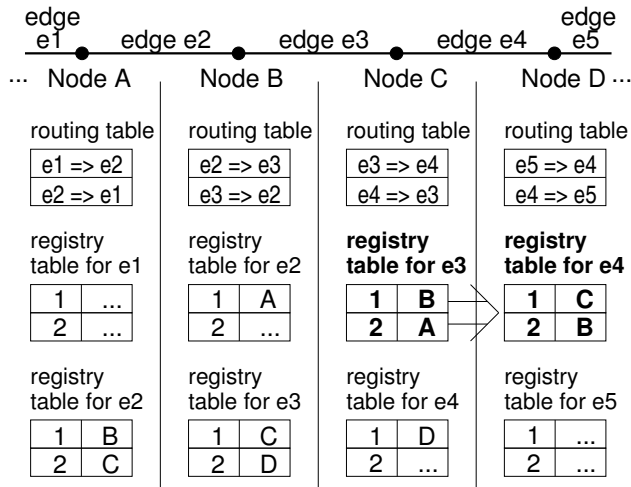 edge edge
e1 edge e2 edge e3 edge e4 e5
... Node A Node B Node C Node D ...
routing table routing table routing table routing table
e1 => e2 e2 => e3 e3 => e4 e5 => e4
e2 => e1 e3 => e2 e4 => e3 e4 => e5
registry registry registry registry
table for e1 table for e2 table for e3 table for e4
1 ... 1 A 1 B 1 C
2 ... 2 ... 2 A 2 B
registry registry registry registry
table for e2 table for e3 table for e4 table for e5
1 B 1 C 1 D 1 ...
2 C 2 D 2 ... 2 ...